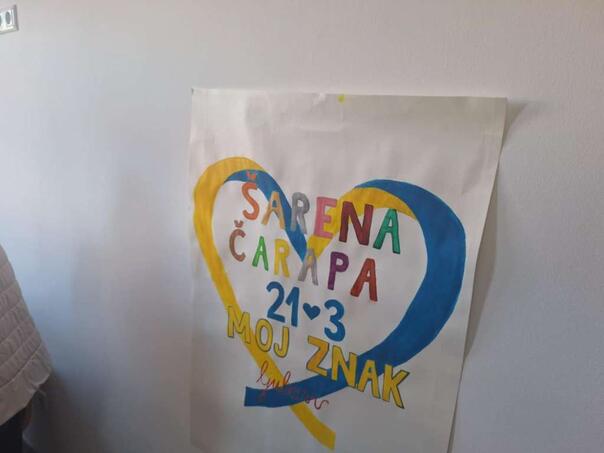 ŠARENA
ČARAPA
21♥3
MOJ ZNAK